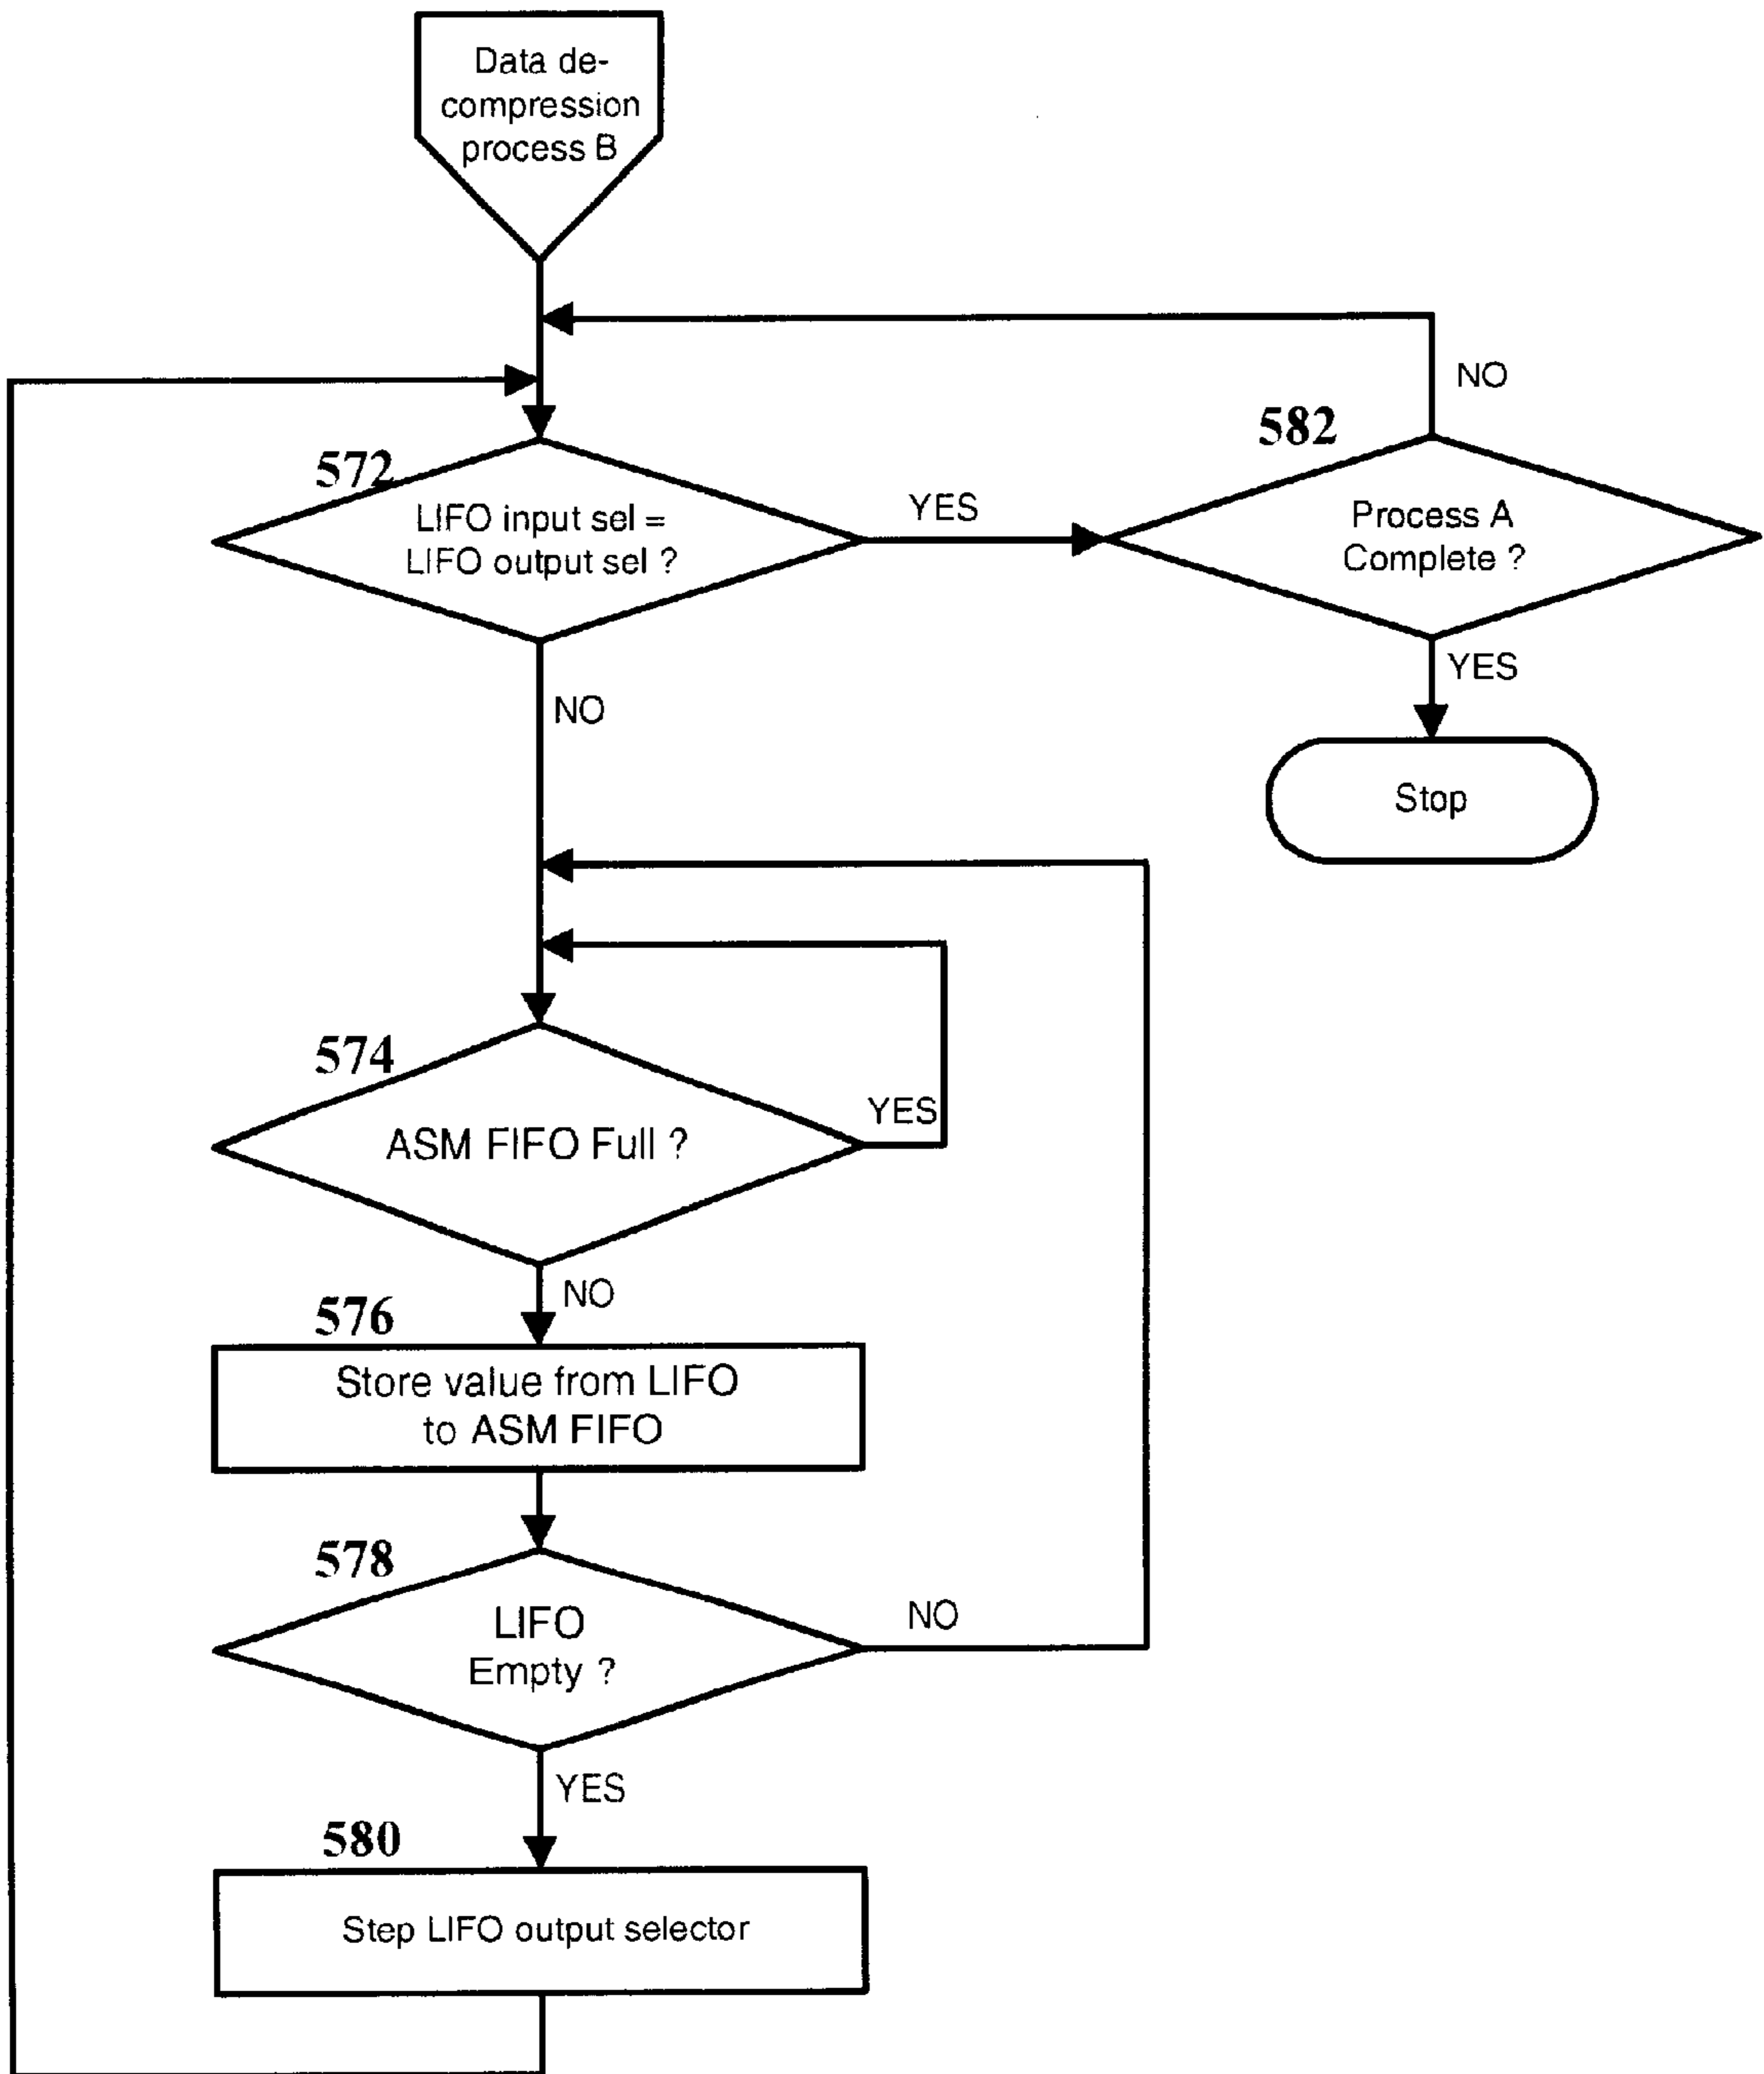 Data de-
compression
process B
NO
582
572
LIFO input sel =
LIFO output sel ?
YES
Process A
Complete ?
YES
NO
Stop
574
ASM FIFO Full ?
YES
NO
576
Store value from LIFO
to ASM FIFO
578
LIFO
Empty ?
NO
YES
580
Step LIFO output selector